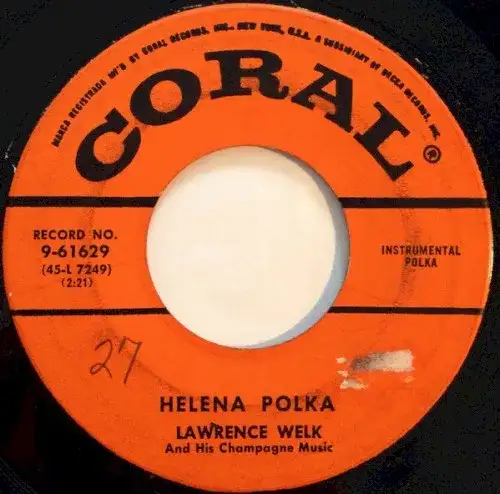 MARCA REGISTRADA MF'D BY CORAL RECORDS, INC., NEW YORK, U.S.A. A SUBSIDIARY OF DECCA RECORDS, INC.
CORAL®
RECORD NO.
9-61629
(45-L 7249)
(2:21)
INSTRUMENTAL
POLKA
27
HELENA POLKA
LAWRENCE WELK
And His Champagne Music